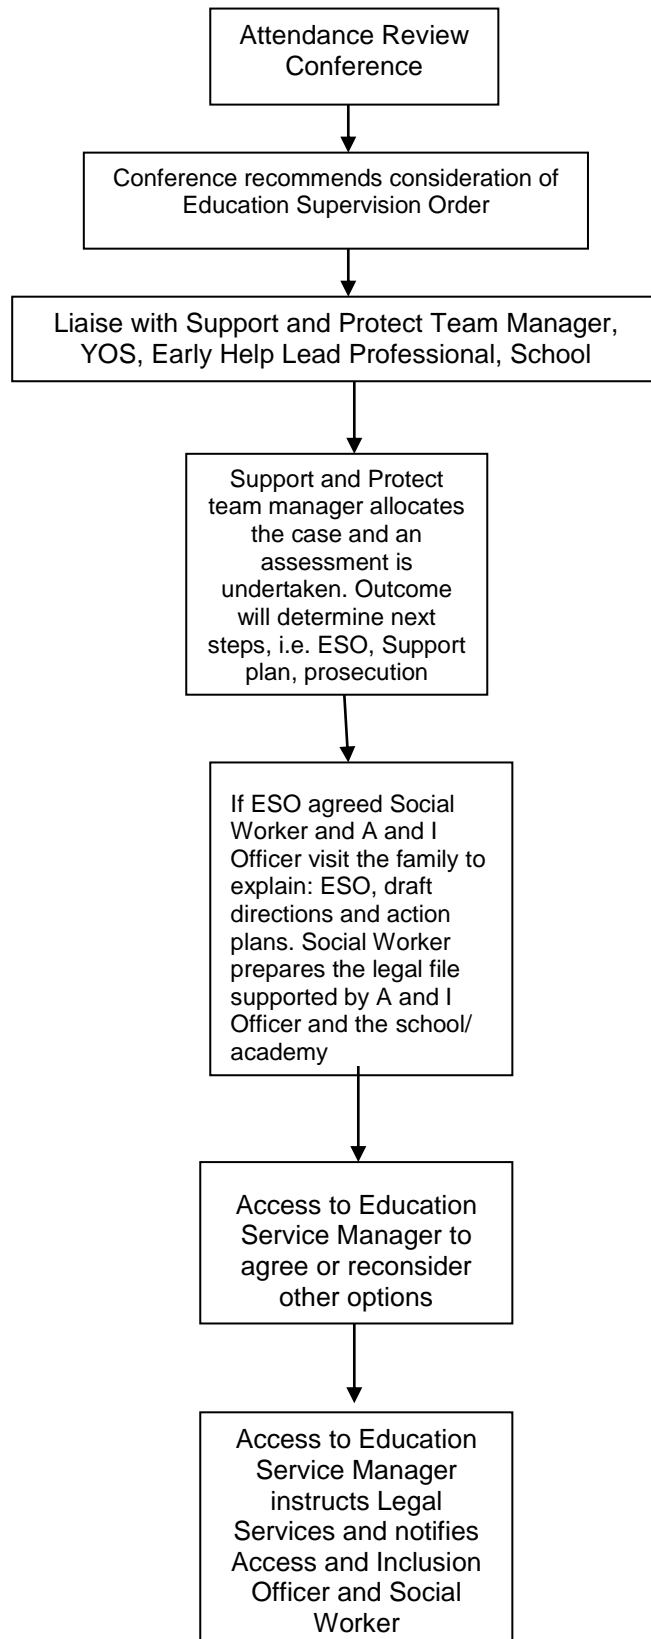 Attendance Review
Conference
Conference recommends consideration of
Education Supervision Order
Liaise with Support and Protect Team Manager,
YOS, Early Help Lead Professional, School
Support and Protect
team manager allocates
the case and an
assessment is
undertaken. Outcome
will determine next
steps, i.e. ESO, Support
plan, prosecution
If ESO agreed Social
Worker and A and I
Officer visit the family to
explain: ESO, draft
directions and action
plans. Social Worker
prepares the legal file
supported by A and I
Officer and the school/
academy
Access to Education
Service Manager to
agree or reconsider
other options
Access to Education
Service Manager
instructs Legal
Services and notifies
Access and Inclusion
Officer and Social
Worker